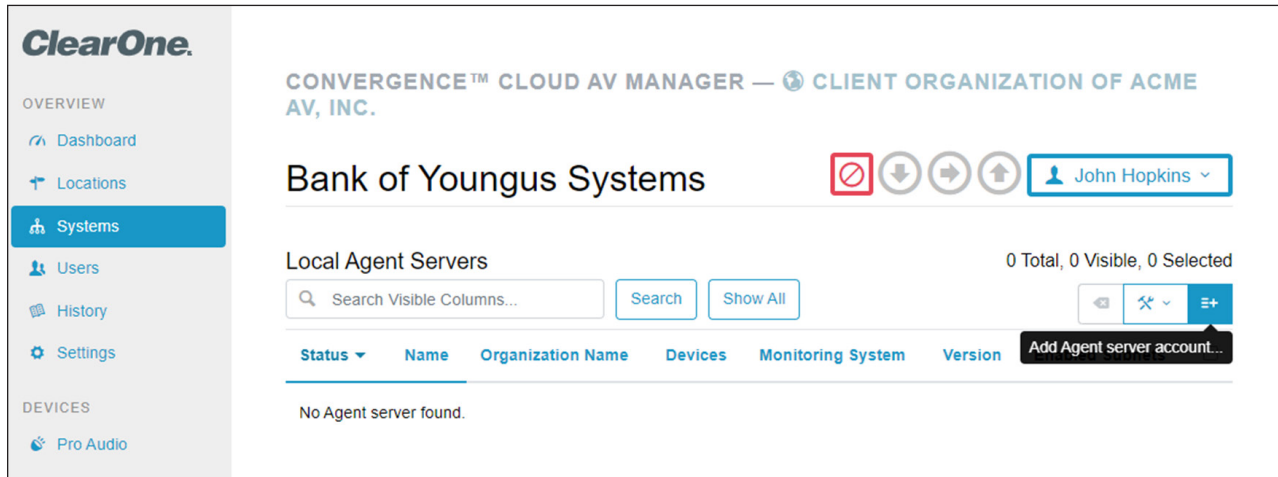 ClearOne.
OVERVIEW
Dashboard
Locations
Systems
Users
History
Settings
DEVICES
Pro Audio
CONVERGENCE™ CLOUD AV MANAGER — CLIENT ORGANIZATION OF ACME
AV, INC.
Bank of Youngus Systems
John Hopkins
Local Agent Servers
0 Total, 0 Visible, 0 Selected
Search Visible Columns...
Search
Show All
Add Agent server account...
Status Name Organization Name Devices Monitoring System Version
No Agent server found.